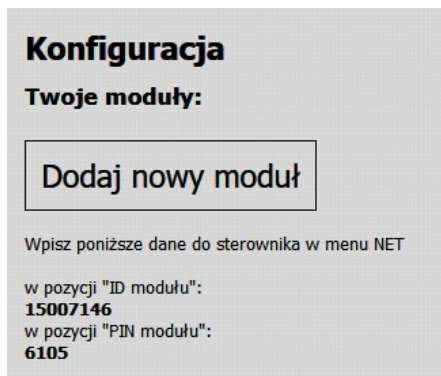 Konfiguracja
Twoje moduły:
Dodaj nowy moduł
Wpisz poniższe dane do sterownika w menu NET
w pozycji "ID modułu":
15007146
w pozycji "PIN modułu":
6105